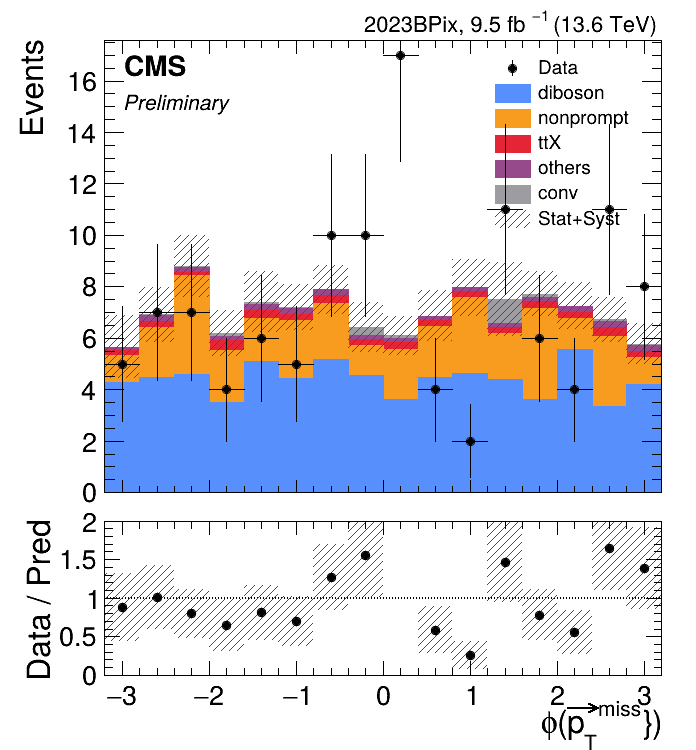 2023BPix, 9.5 fb⁻¹ (13.6 TeV)
CMS
Preliminary
Events
Data
diboson
nonprompt
ttX
others
conv
Stat+Syst
16
14
12
10
8
6
4
2
0
Data / Pred
2
1.5
1
0.5
0
−3 −2 −1 0 1 2 3
ϕ(p⃗_T^miss})